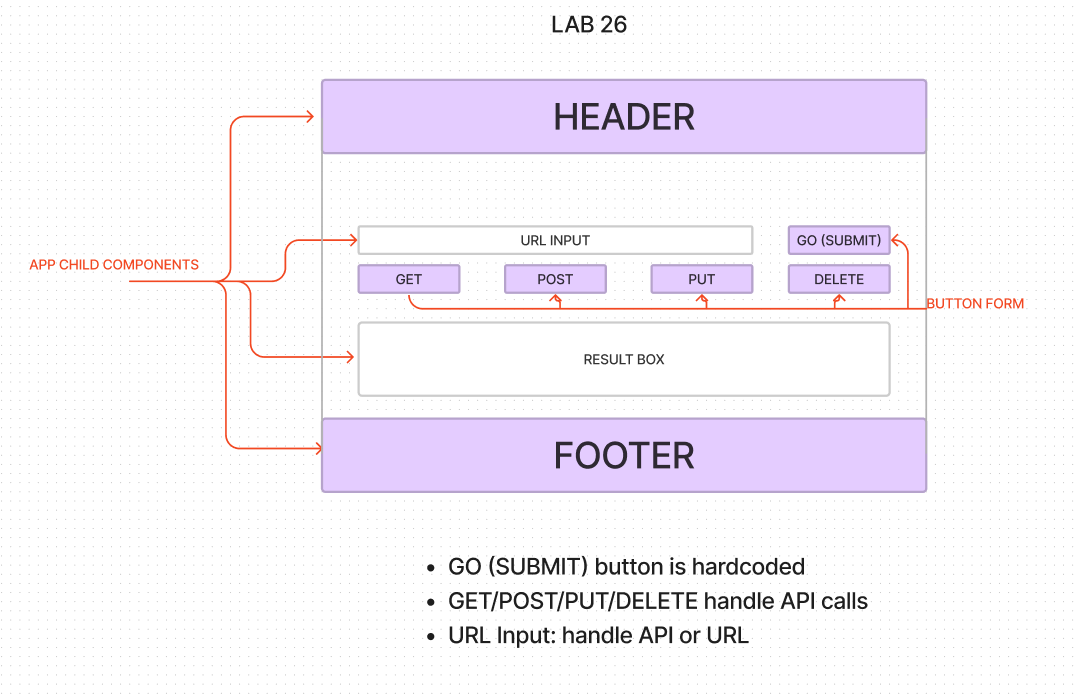 LAB 26
HEADER
URL INPUT
GO (SUBMIT)
APP CHILD COMPONENTS
GET
POST
PUT
DELETE
BUTTON FORM
RESULT BOX
FOOTER
• GO (SUBMIT) button is hardcoded
• GET/POST/PUT/DELETE handle API calls
• URL Input: handle API or URL